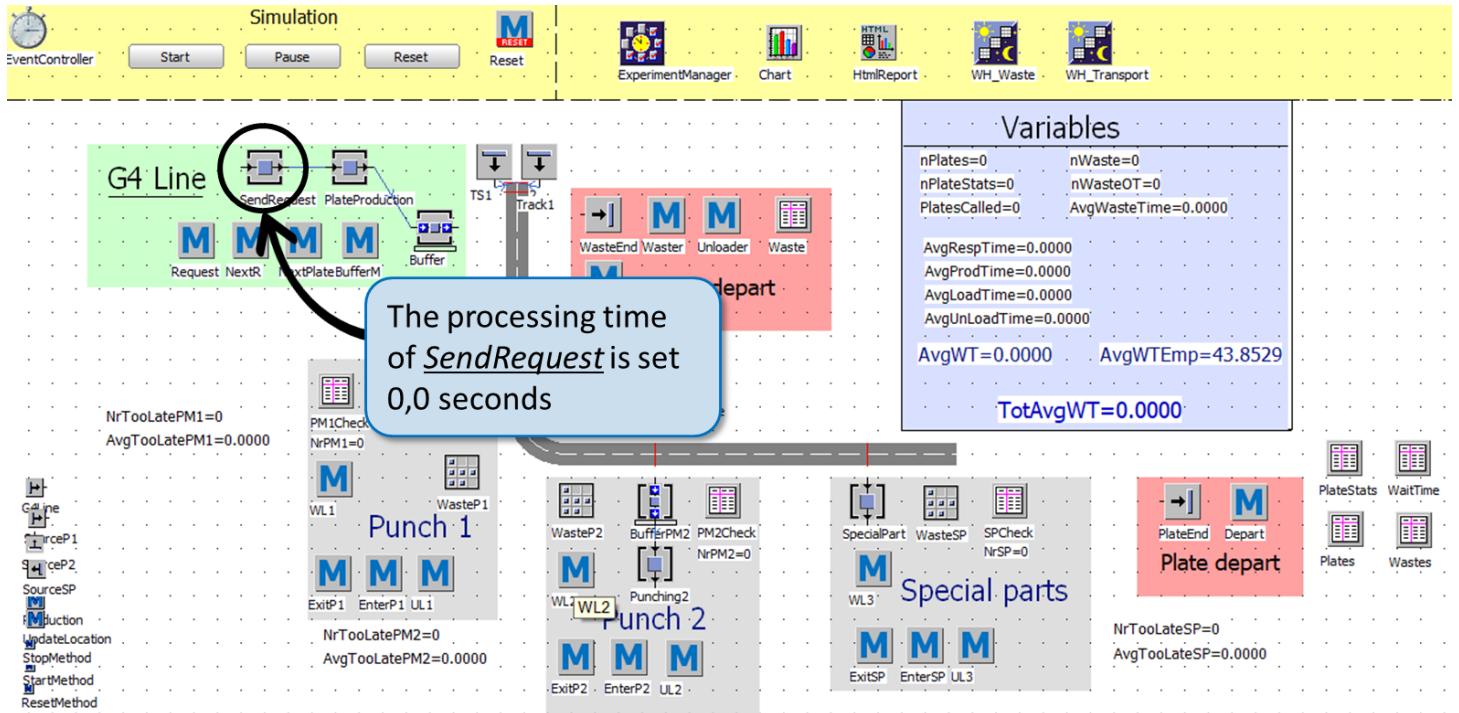 Simulation
EventController
Start
Pause
Reset
M
RESET
Reset
ExperimentManager
Chart
HTML
HtmlReport
WH_Waste
WH_Transport
Variables
nPlates=0
nWaste=0
nPlateStats=0
nWasteOT=0
PlatesCalled=0
AvgWasteTime=0.0000
AvgRespTime=0.0000
AvgProdTime=0.0000
AvgLoadTime=0.0000
AvgUnLoadTime=0.0000
AvgWT=0.0000
AvgWTEmp=43.8529
TotAvgWT=0.0000
G4 Line
SendRequest
PlateProduction
M
M
M
M
Request
NextR
NextPlate
BufferM
Buffer
TS1
Track1
M
M
WasteEnd
Waster
Unloader
Waste
M
depart
The processing time
of SendRequest is set
0,0 seconds
NrTooLatePM1=0
AvgTooLatePM1=0.0000
PM1Check
NrPM1=0
M
WL1
WasteP1
Punch 1
M
M
M
ExitP1
EnterP1
UL1
NrTooLatePM2=0
AvgTooLatePM2=0.0000
WasteP2
BufferPM2
PM2Check
NrPM2=0
M
WL2
Punching2
Punch 2
M
M
M
ExitP2
EnterP2
UL2
SpecialPart
WasteSP
SPCheck
NrSP=0
M
WL3
Special parts
M
M
M
ExitSP
EnterSP
UL3
M
PlateEnd
Depart
Plate depart
NrTooLateSP=0
AvgTooLateSP=0.0000
PlateStats
WaitTime
Plates
Wastes
SourceSP
M
M
UpdateLocation
StopMethod
StartMethod
ResetMethod